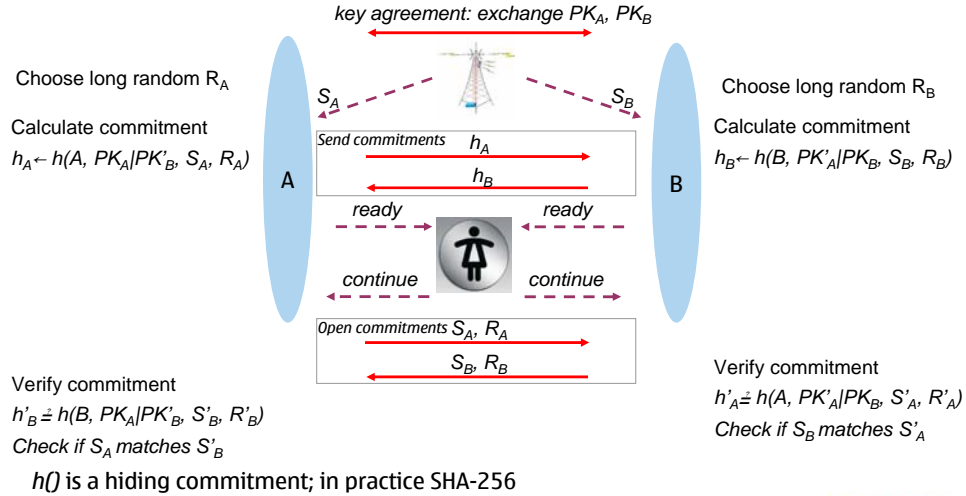 key agreement: exchange PK_A, PK_B
Choose long random R_A
Choose long random R_B
S_A
S_B
Calculate commitment
h_A ← h(A, PK_A|PK'_B, S_A, R_A)
Calculate commitment
h_B ← h(B, PK'_A|PK_B, S_B, R_B)
Send commitments
h_A
h_B
A
B
ready
ready
continue
continue
Open commitments S_A, R_A
S_B, R_B
Verify commitment
h'_B ≟ h(B, PK_A|PK'_B, S'_B, R'_B)
Check if S_A matches S'_B
Verify commitment
h'_A ≟ h(A, PK'_A|PK_B, S'_A, R'_A)
Check if S_B matches S'_A
h() is a hiding commitment; in practice SHA-256